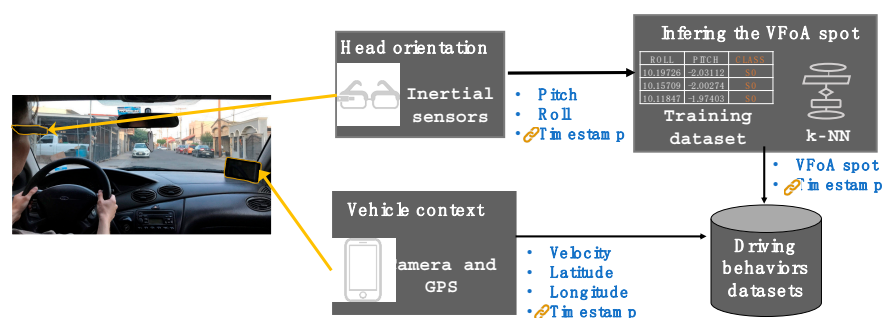 Head orientation
Inertial
sensors
• Pitch
• Roll
• Timestamp
Infering the VFoA spot
ROLL PITCH CLASS
10.19726 -2.03112 S0
10.15709 -2.00274 S0
10.11847 -1.97403 S0
Training
dataset
k-NN
• VFoA spot
• Timestamp
Vehicle context
Camera and
GPS
• Velocity
• Latitude
• Longitude
• Timestamp
Driving
behaviors
datasets